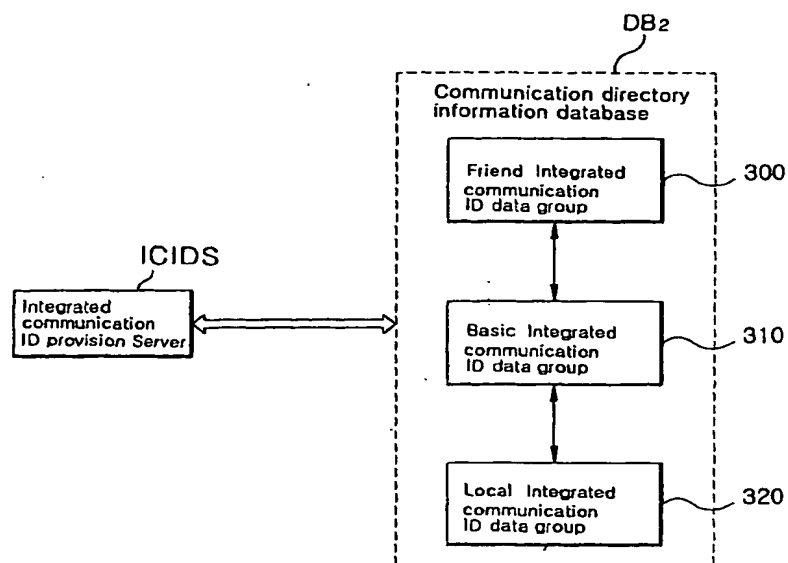 DB2
Communication directory
information database
Friend Integrated
communication
ID data group
300
ICIDS
Integrated
communication
ID provision Server
Basic Integrated
communication
ID data group
310
Local Integrated
communication
ID data group
320